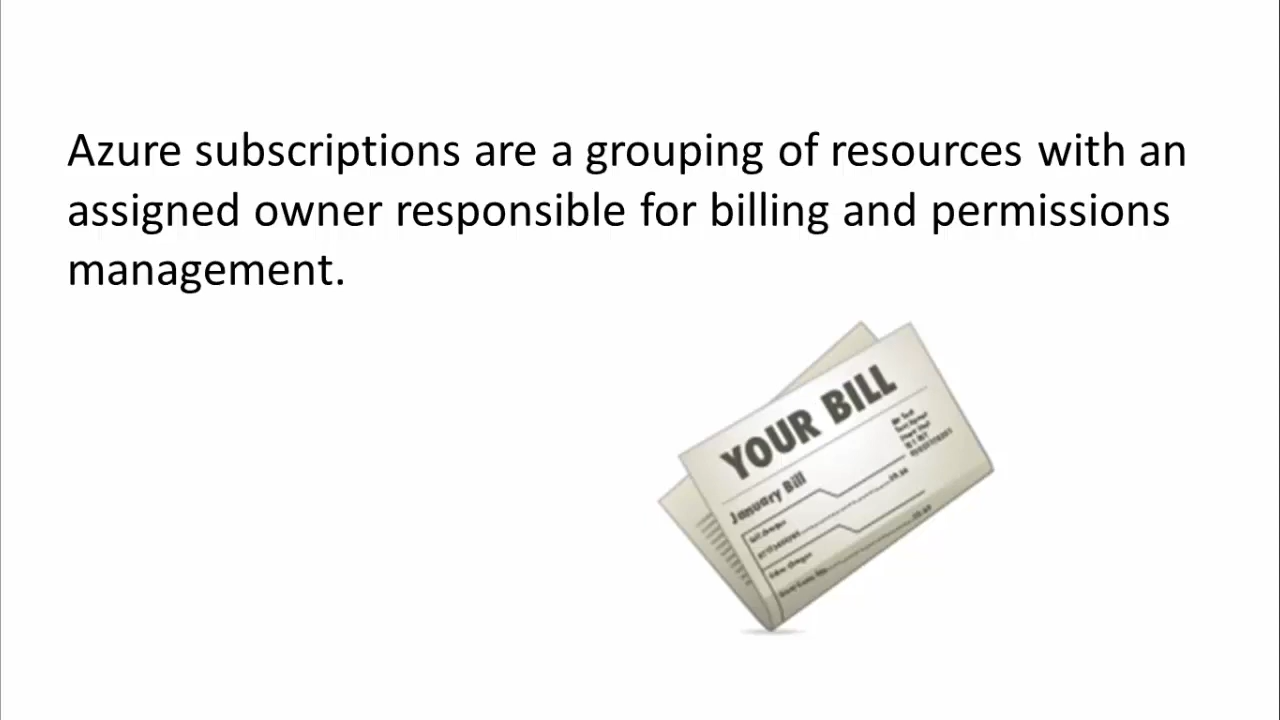 Azure subscriptions are a grouping of resources with an
assigned owner responsible for billing and permissions
management.
YOUR BILL
January Bill